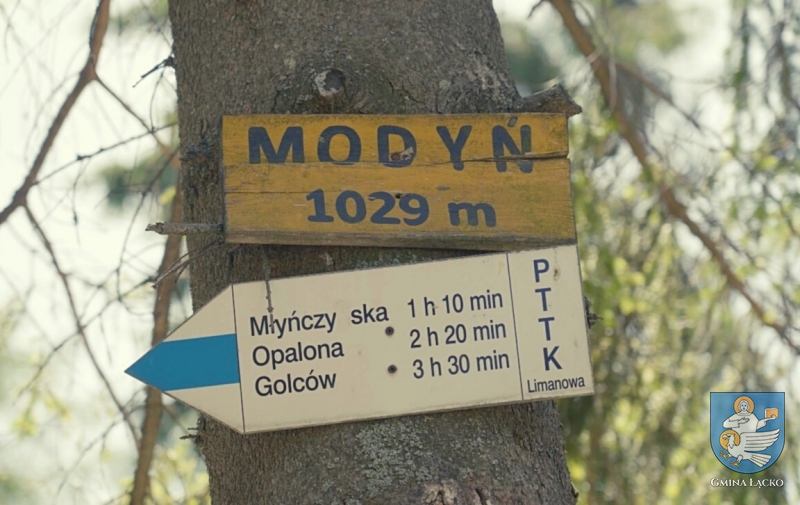 MODYŃ
1029 m
Młyńczy ska 1 h 10 min
Opalona 2 h 20 min
Golców 3 h 30 min
PTTK
Limanowa
Gmina Łącko